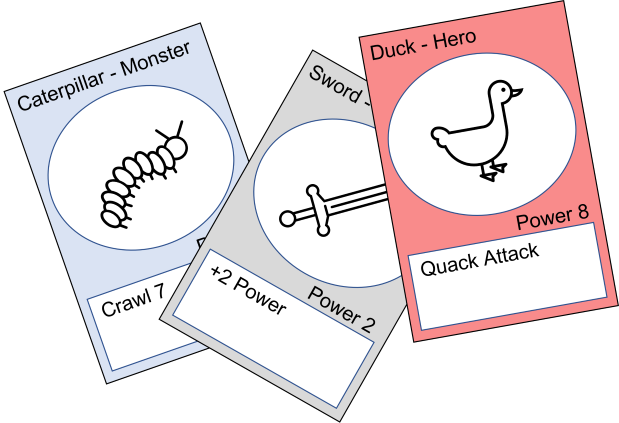 Caterpillar - Monster
Crawl 7
Sword -
Power 2
+2 Power
Duck - Hero
Power 8
Quack Attack